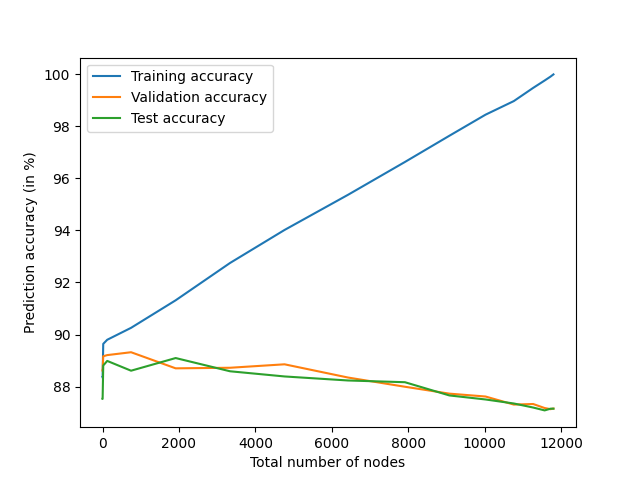 Training accuracy
Validation accuracy
Test accuracy
Prediction accuracy (in %)
100
98
96
94
92
90
88
0 2000 4000 6000 8000 10000 12000
Total number of nodes